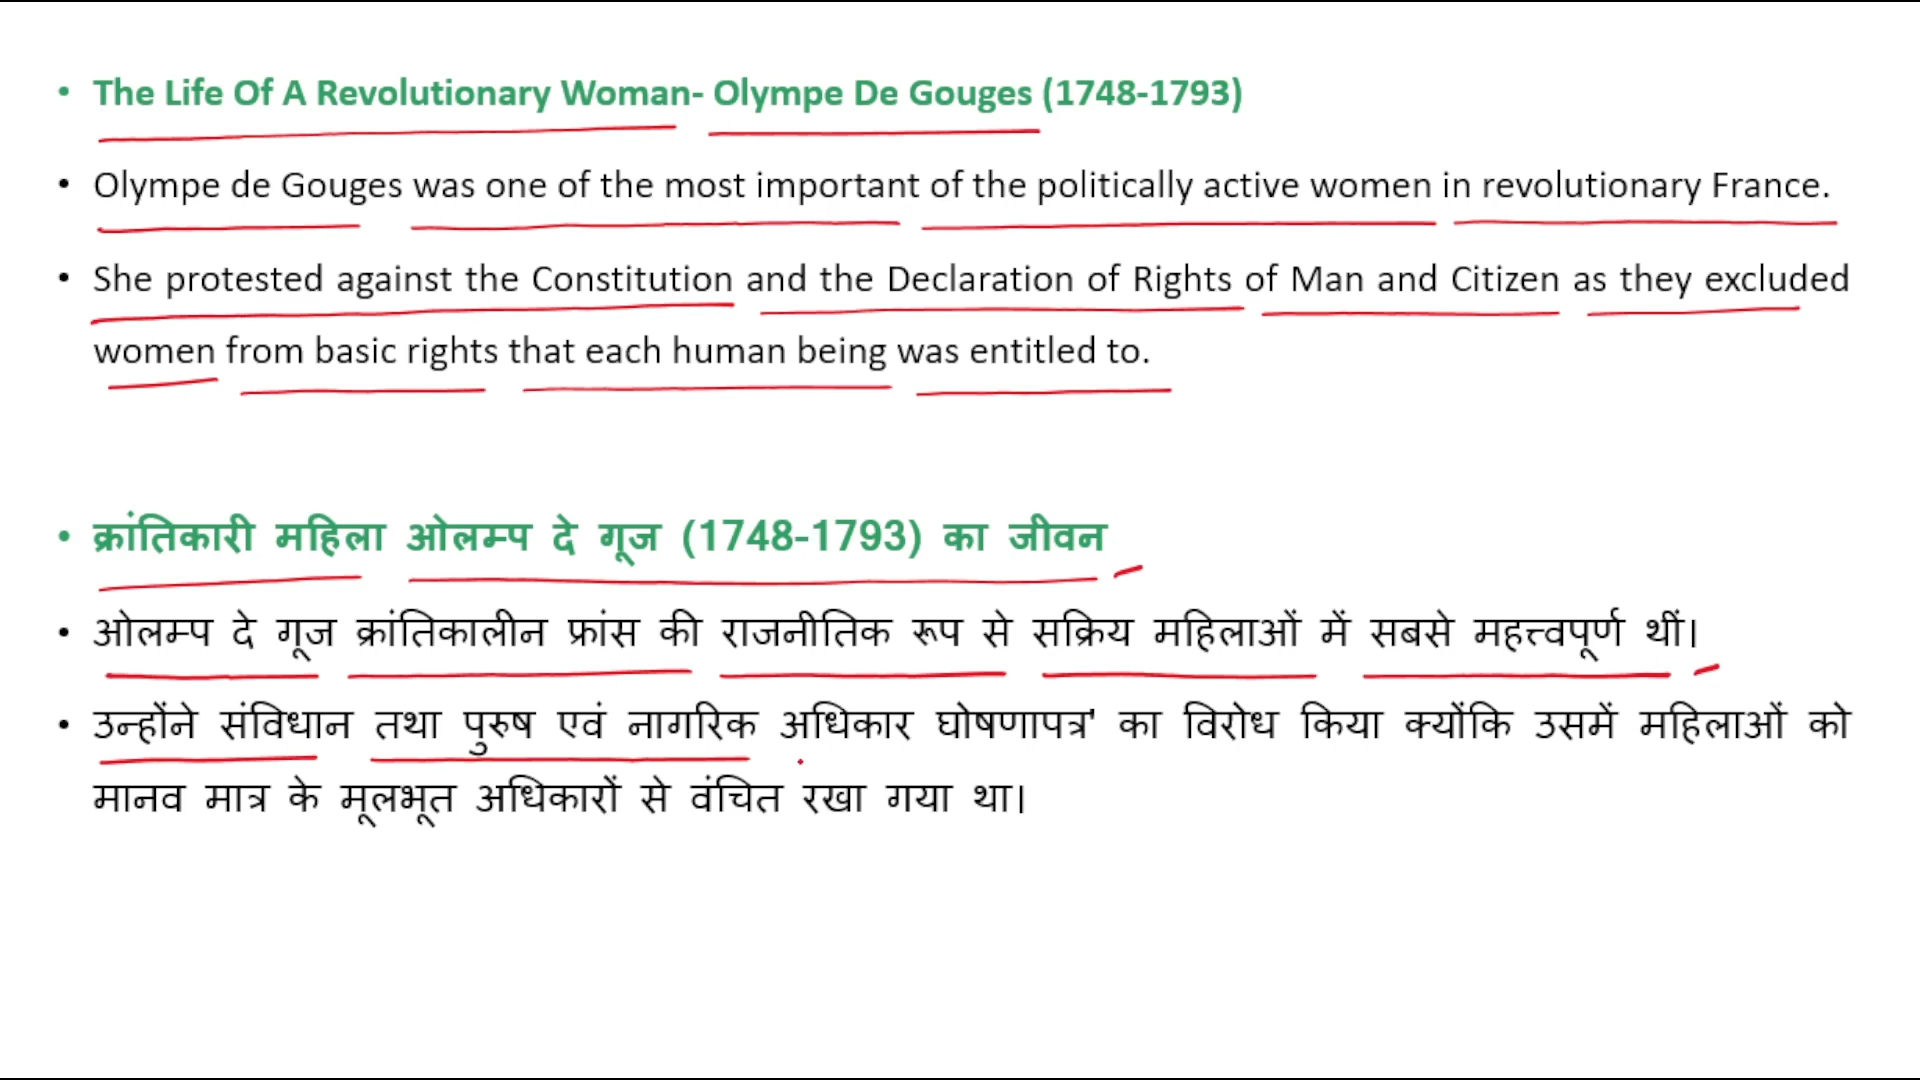 • The Life Of A Revolutionary Woman- Olympe De Gouges (1748-1793)
• Olympe de Gouges was one of the most important of the politically active women in revolutionary France.
• She protested against the Constitution and the Declaration of Rights of Man and Citizen as they excluded
women from basic rights that each human being was entitled to.
• क्रांतिकारी महिला ओलम्प दे गूज (1748-1793) का जीवन
• ओलम्प दे गूज क्रांतिकालीन फ्रांस की राजनीतिक रूप से सक्रिय महिलाओं में सबसे महत्त्वपूर्ण थीं।
• उन्होंने संविधान तथा पुरुष एवं नागरिक अधिकार घोषणापत्र' का विरोध किया क्योंकि उसमें महिलाओं को
मानव मात्र के मूलभूत अधिकारों से वंचित रखा गया था।